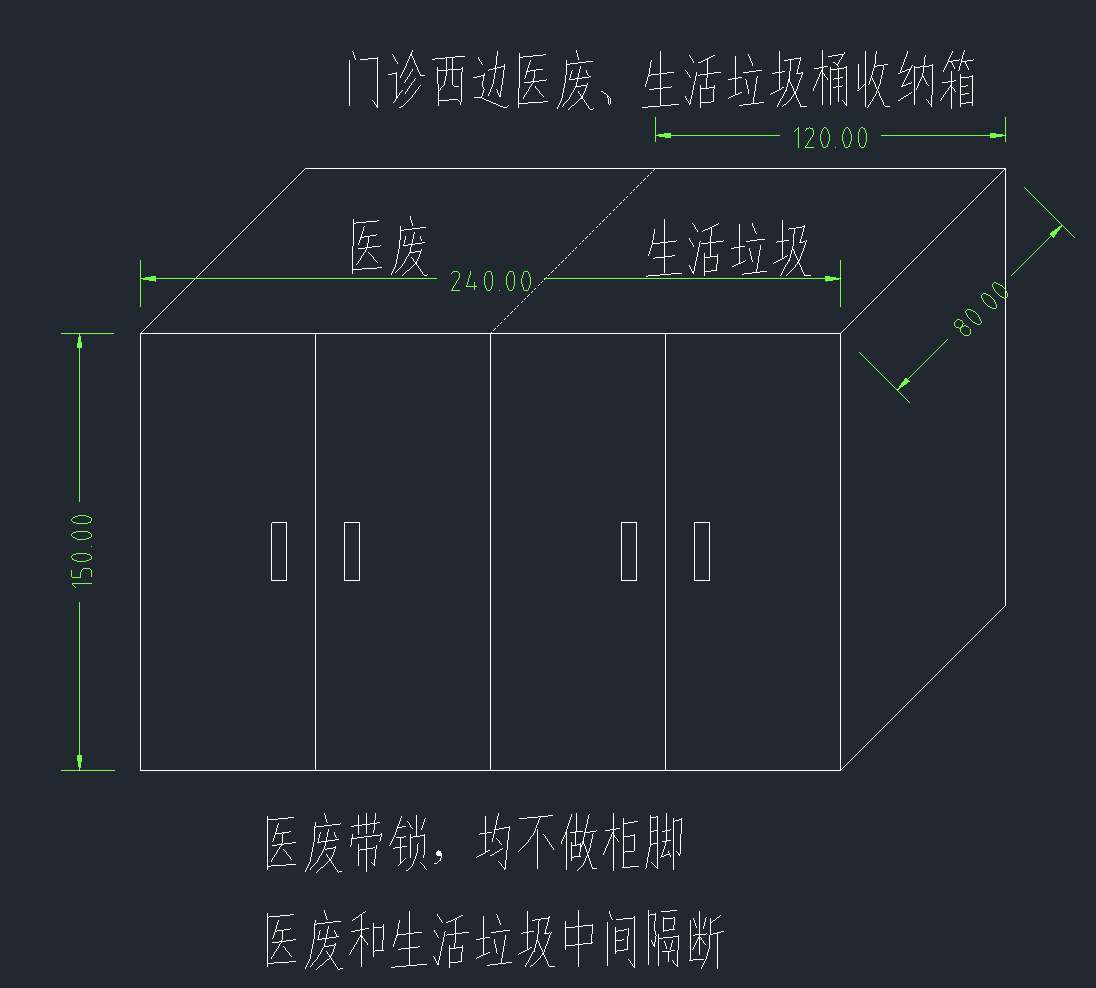 门诊西边医废、生活垃圾桶收纳箱
120.00
医废
生活垃圾
240.00
80.00
150.00
医废带锁，均不做柜脚
医废和生活垃圾中间隔断